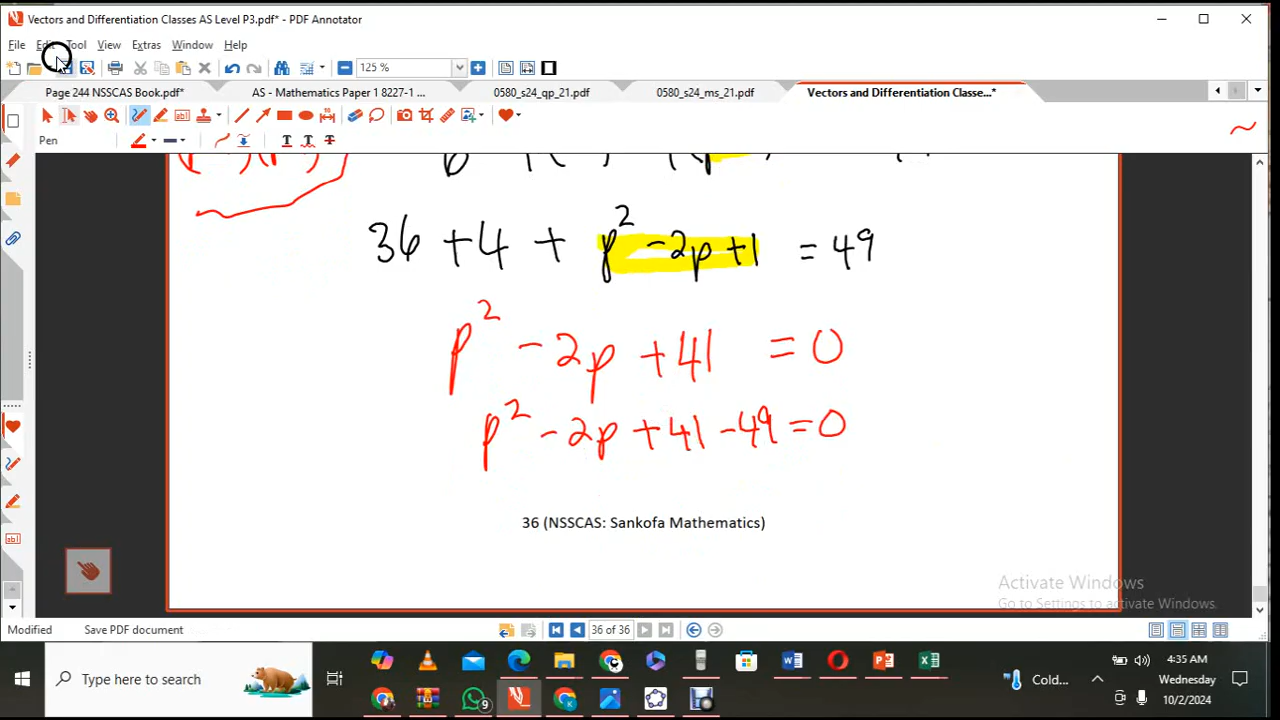 Vectors and Differentiation Classes AS Level P3.pdf* - PDF Annotator
File Edit Tool View Extras Window Help
125 %
Page 244 NSSCAS Book.pdf* AS - Mathematics Paper 1 8227-1 ... 0580_s24_qp_21.pdf 0580_s24_ms_21.pdf Vectors and Differentiation Classe...*
Pen
36 + 4 + p² - 2p + 1 = 49
p² - 2p + 41 = 0
p² - 2p + 41 - 49 = 0
36 (NSSCAS: Sankofa Mathematics)
Activate Windows
Go to Settings to activate Windows.
Modified Save PDF document 36 of 36
Type here to search
9
Cold...
4:35 AM
Wednesday
10/2/2024